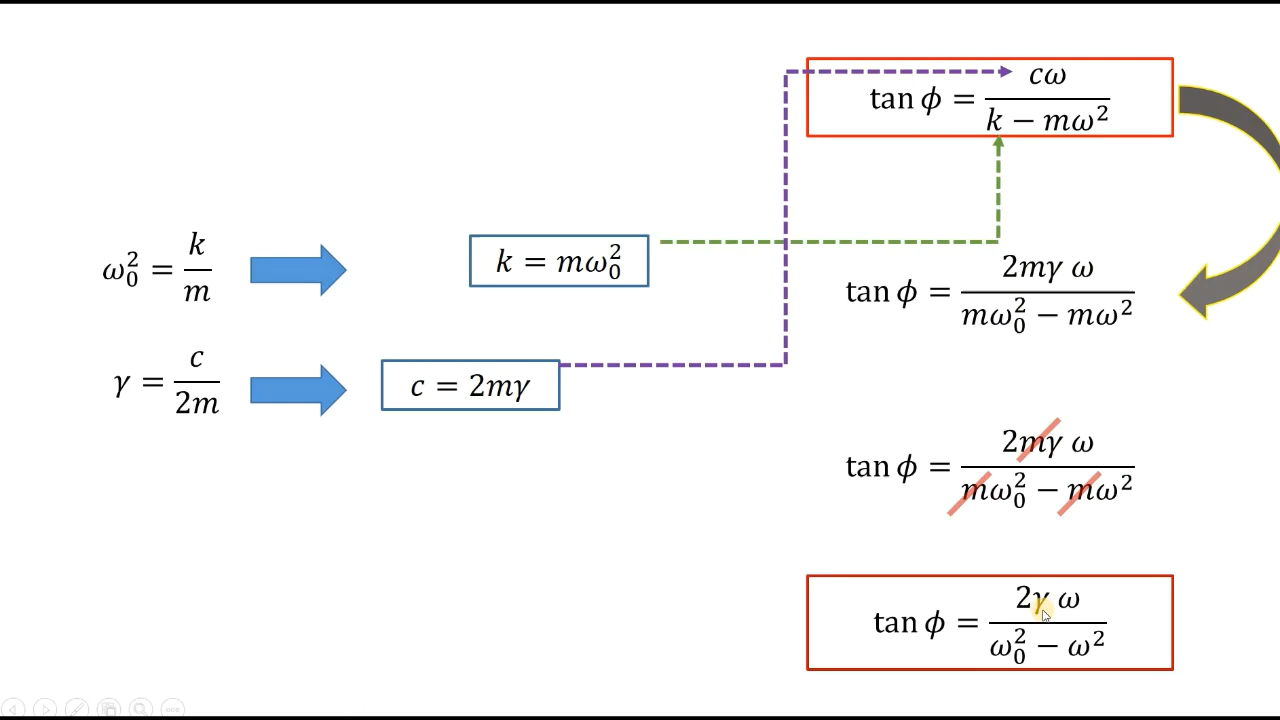 tan ϕ = cω / (k − mω²)
ω₀² = k / m
k = mω₀²
tan ϕ = 2mγ ω / (mω₀² − mω²)
γ = c / 2m
c = 2mγ
tan ϕ = 2mγ ω / (mω₀² − mω²)
tan ϕ = 2γ ω / (ω₀² − ω²)